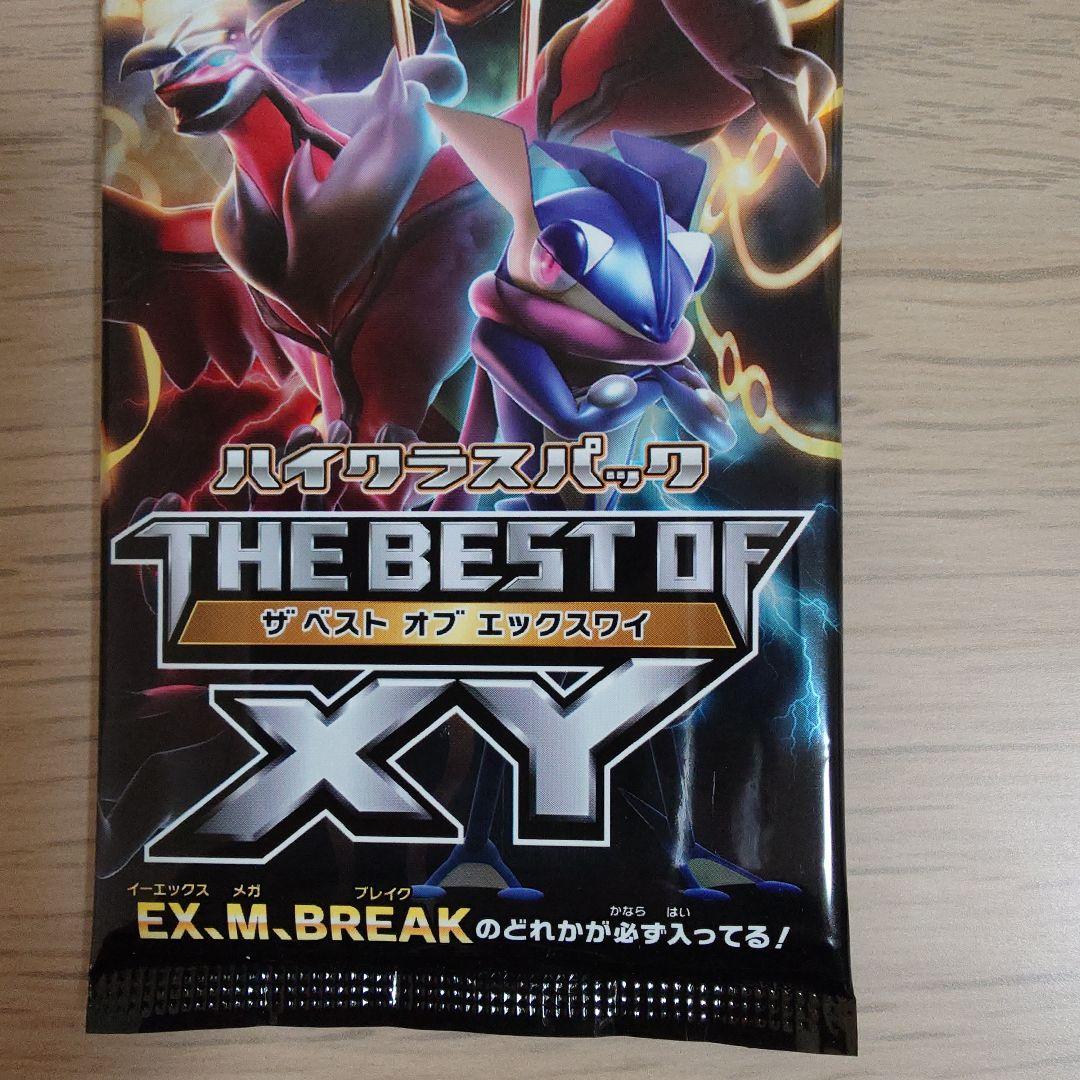 ハイクラスパック
THE BEST OF
ザ ベスト オブ エックスワイ
XY
イーエックス メガ ブレイク かなら はい
EX、M、BREAKのどれかが必ず入ってる!